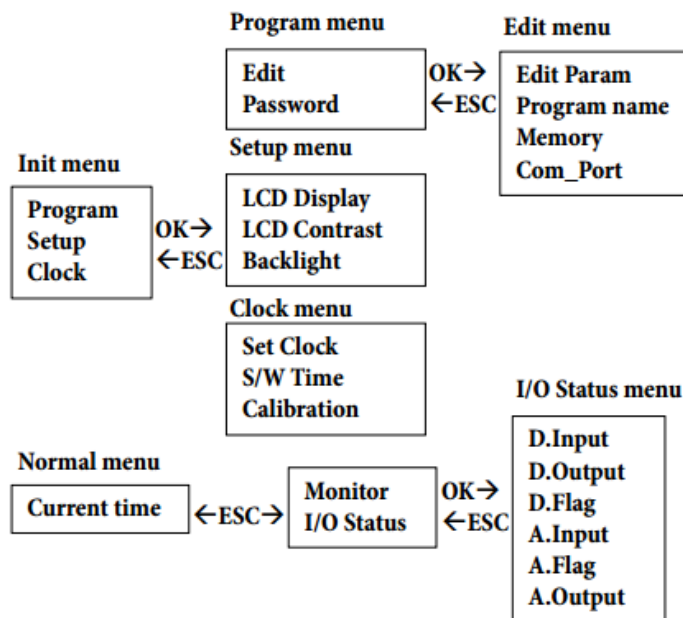 Program menu
Edit
Password
OK→
←ESC
Edit menu
Edit Param
Program name
Memory
Com_Port
Init menu
Program
Setup
Clock
OK→
←ESC
Setup menu
LCD Display
LCD Contrast
Backlight
Clock menu
Set Clock
S/W Time
Calibration
Normal menu
Current time
←ESC→
Monitor
I/O Status
OK→
←ESC
I/O Status menu
D.Input
D.Output
D.Flag
A.Input
A.Flag
A.Output